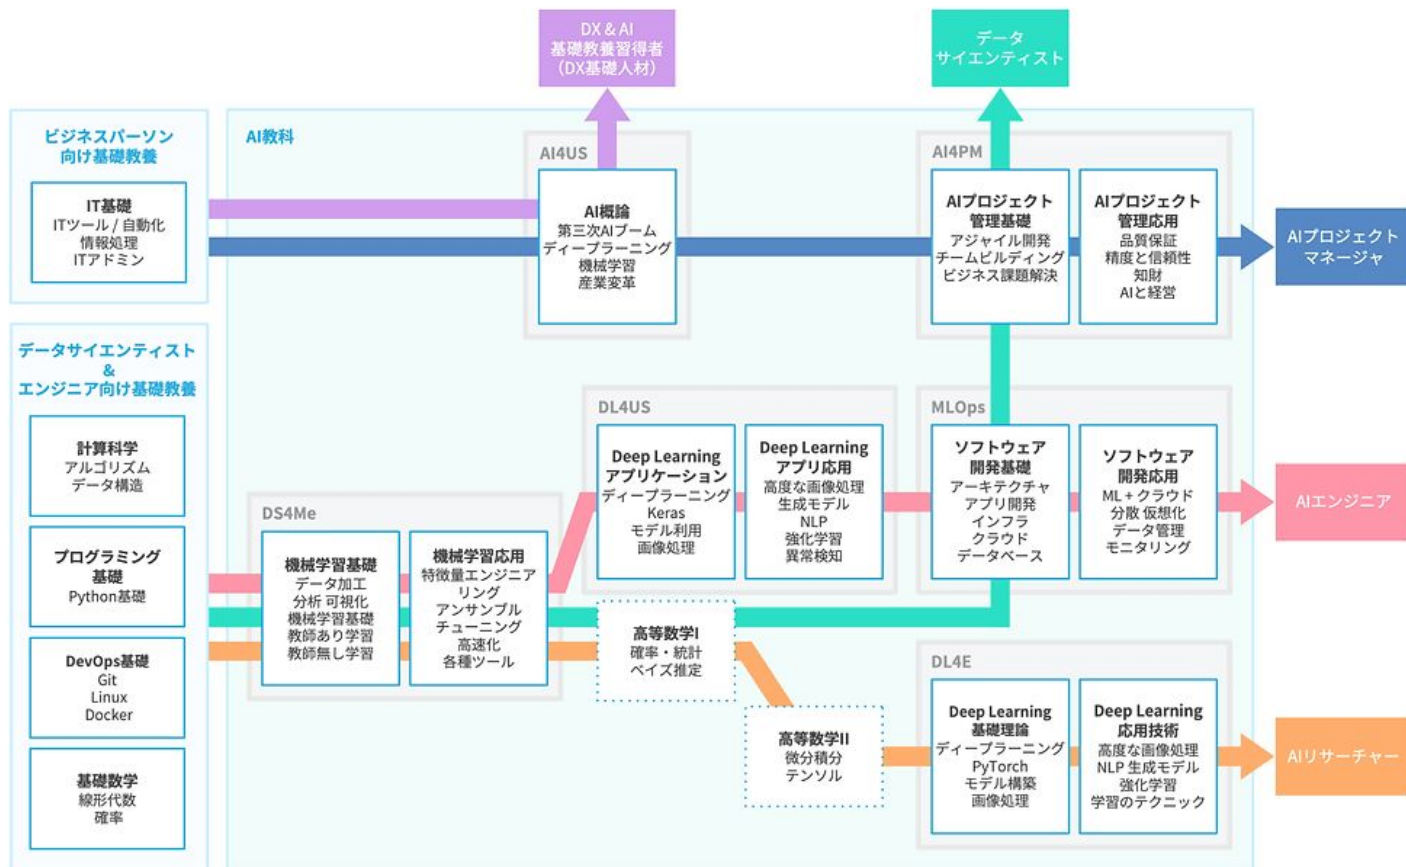 DX & AI
基礎教養習得者
（DX基礎人材）
データ
サイエンティスト
ビジネスパーソン
向け基礎教養
IT基礎
ITツール / 自動化
情報処理
ITアドミン
AI教科
AI4US
AI概論
第三次AIブーム
ディープラーニング
機械学習
産業変革
AI4PM
AIプロジェクト
管理基礎
アジャイル開発
チームビルディング
ビジネス課題解決
AIプロジェクト
管理応用
品質保証
精度と信頼性
知財
AIと経営
AIプロジェクト
マネージャ
データサイエンティスト
&
エンジニア向け基礎教養
計算科学
アルゴリズム
データ構造
プログラミング
基礎
Python基礎
DevOps基礎
Git
Linux
Docker
基礎数学
線形代数
確率
DS4Me
機械学習基礎
データ加工
分析 可視化
機械学習基礎
教師あり学習
教師無し学習
機械学習応用
特徴量エンジニア
リング
アンサンブル
チューニング
高速化
各種ツール
DL4US
Deep Learning
アプリケーション
ディープラーニング
Keras
モデル利用
画像処理
Deep Learning
アプリ応用
高度な画像処理
生成モデル
NLP
強化学習
異常検知
MLOps
ソフトウェア
開発基礎
アーキテクチャ
アプリ開発
インフラ
クラウド
データベース
ソフトウェア
開発応用
ML + クラウド
分散 仮想化
データ管理
モニタリング
AIエンジニア
高等数学I
確率・統計
ベイズ推定
高等数学II
微分積分
テンソル
DL4E
Deep Learning
基礎理論
ディープラーニング
PyTorch
モデル構築
画像処理
Deep Learning
応用技術
高度な画像処理
NLP 生成モデル
強化学習
学習のテクニック
AIリサーチャー